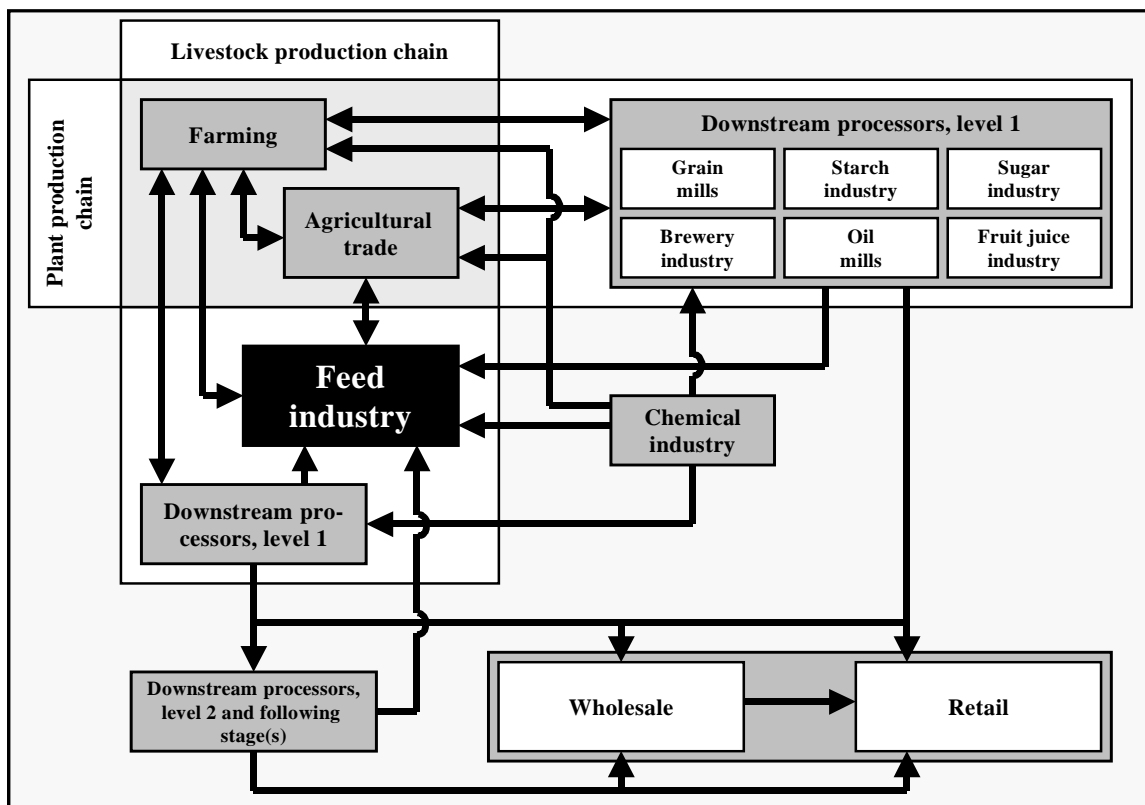 Livestock production chain
Plant production
chain
Farming
Agricultural
trade
Downstream processors, level 1
Grain
mills
Starch
industry
Sugar
industry
Brewery
industry
Oil
mills
Fruit juice
industry
Feed
industry
Chemical
industry
Downstream pro-
cessors, level 1
Downstream processors,
level 2 and following
stage(s)
Wholesale
Retail